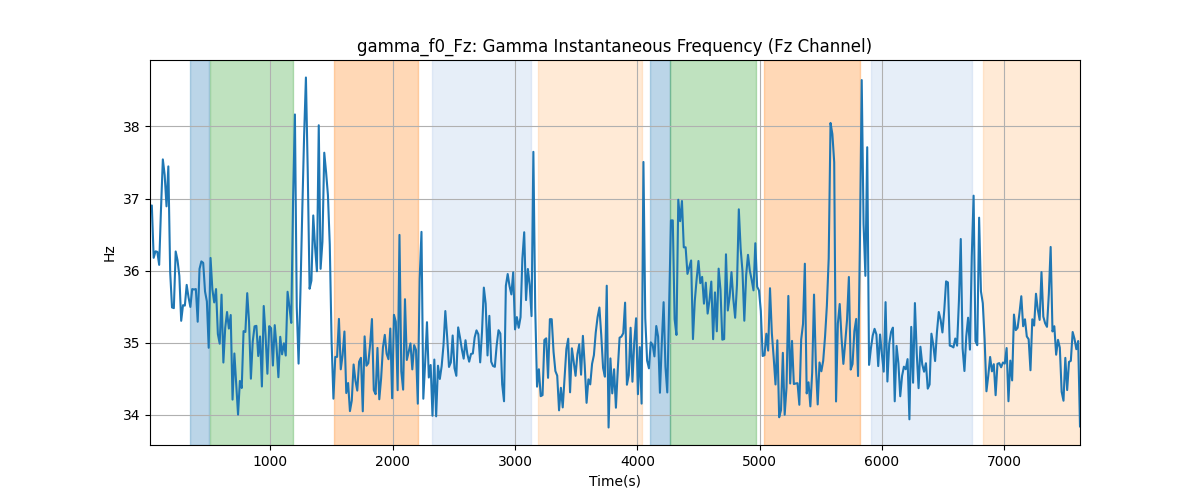 gamma_f0_Fz: Gamma Instantaneous Frequency (Fz Channel)
Hz
38
37
36
35
34
1000 2000 3000 4000 5000 6000 7000
Time(s)